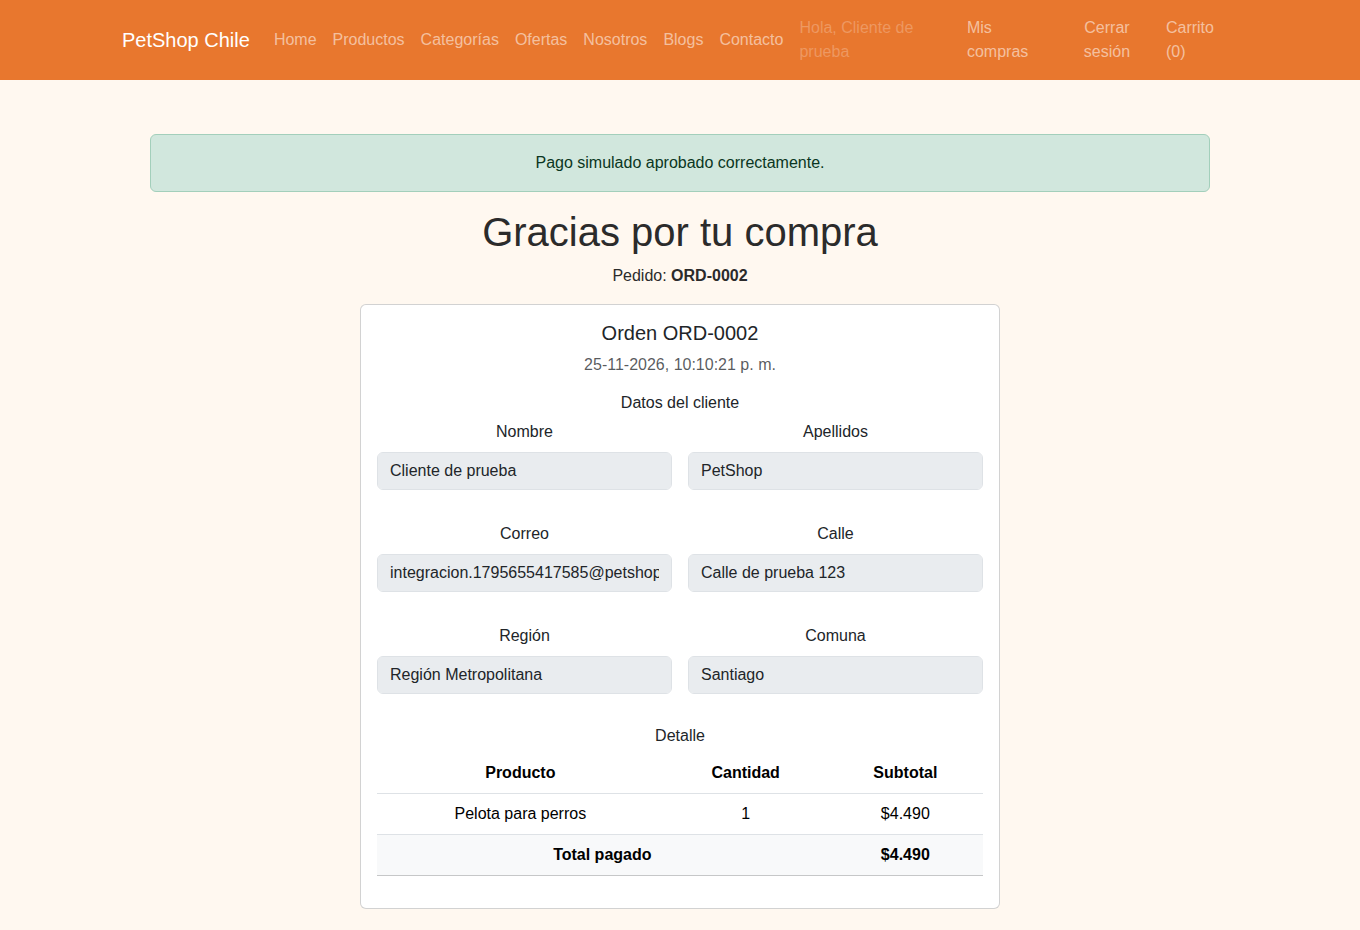 PetShop Chile
Home
Productos
Categorías
Ofertas
Nosotros
Blogs
Contacto
Hola, Cliente de
prueba
Mis
compras
Cerrar
sesión
Carrito
(0)
Pago simulado aprobado correctamente.
Gracias por tu compra
Pedido: ORD-0002
Orden ORD-0002
25-11-2026, 10:10:21 p. m.
Datos del cliente
Nombre
Apellidos
Cliente de prueba
PetShop
Correo
Calle
integracion.1795655417585@petshop
Calle de prueba 123
Región
Comuna
Región Metropolitana
Santiago
Detalle
Producto Cantidad Subtotal
Pelota para perros 1 $4.490
Total pagado $4.490